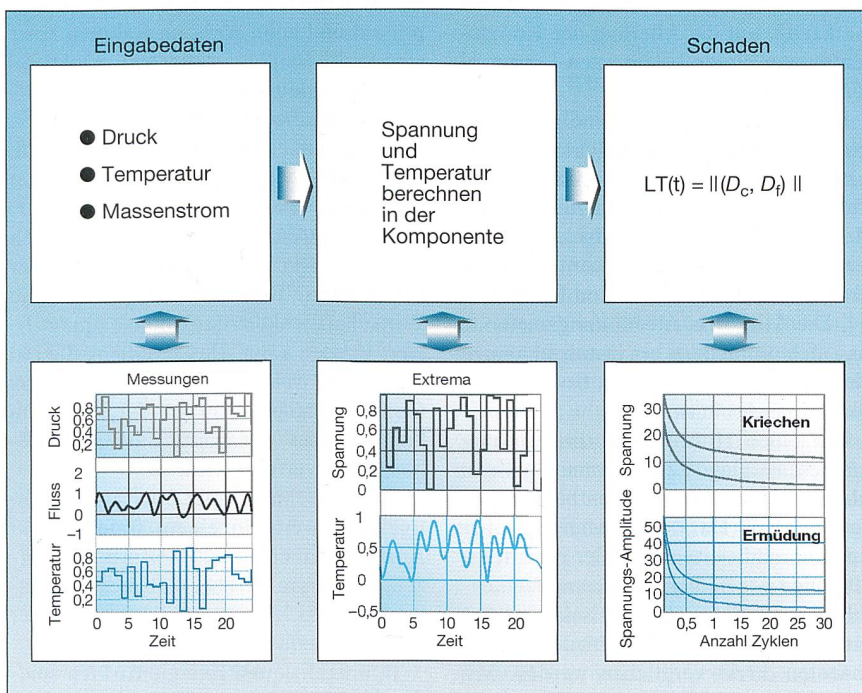 Eingabedaten
Schaden
● Druck
● Temperatur
● Massenstrom
Spannung
und
Temperatur
berechnen
in der
Komponente
LT(t) = ||(D_c, D_f) ||
Messungen
Druck
0,8
0,6
0,4
0,2
Fluss
2
1
0
−1
Temperatur
0,8
0,6
0,4
0,2
0 5 10 15 20
Zeit
Extrema
Spannung
0,8
0,6
0,4
0,2
0
Temperatur
1
0,5
0
−0,5
0 5 10 15 20
Zeit
Spannung
30
20
10
0
Kriechen
Spannungs-Amplitude
50
40
30
20
10
0
Ermüdung
0,5 10 15 20 25 30
Anzahl Zyklen